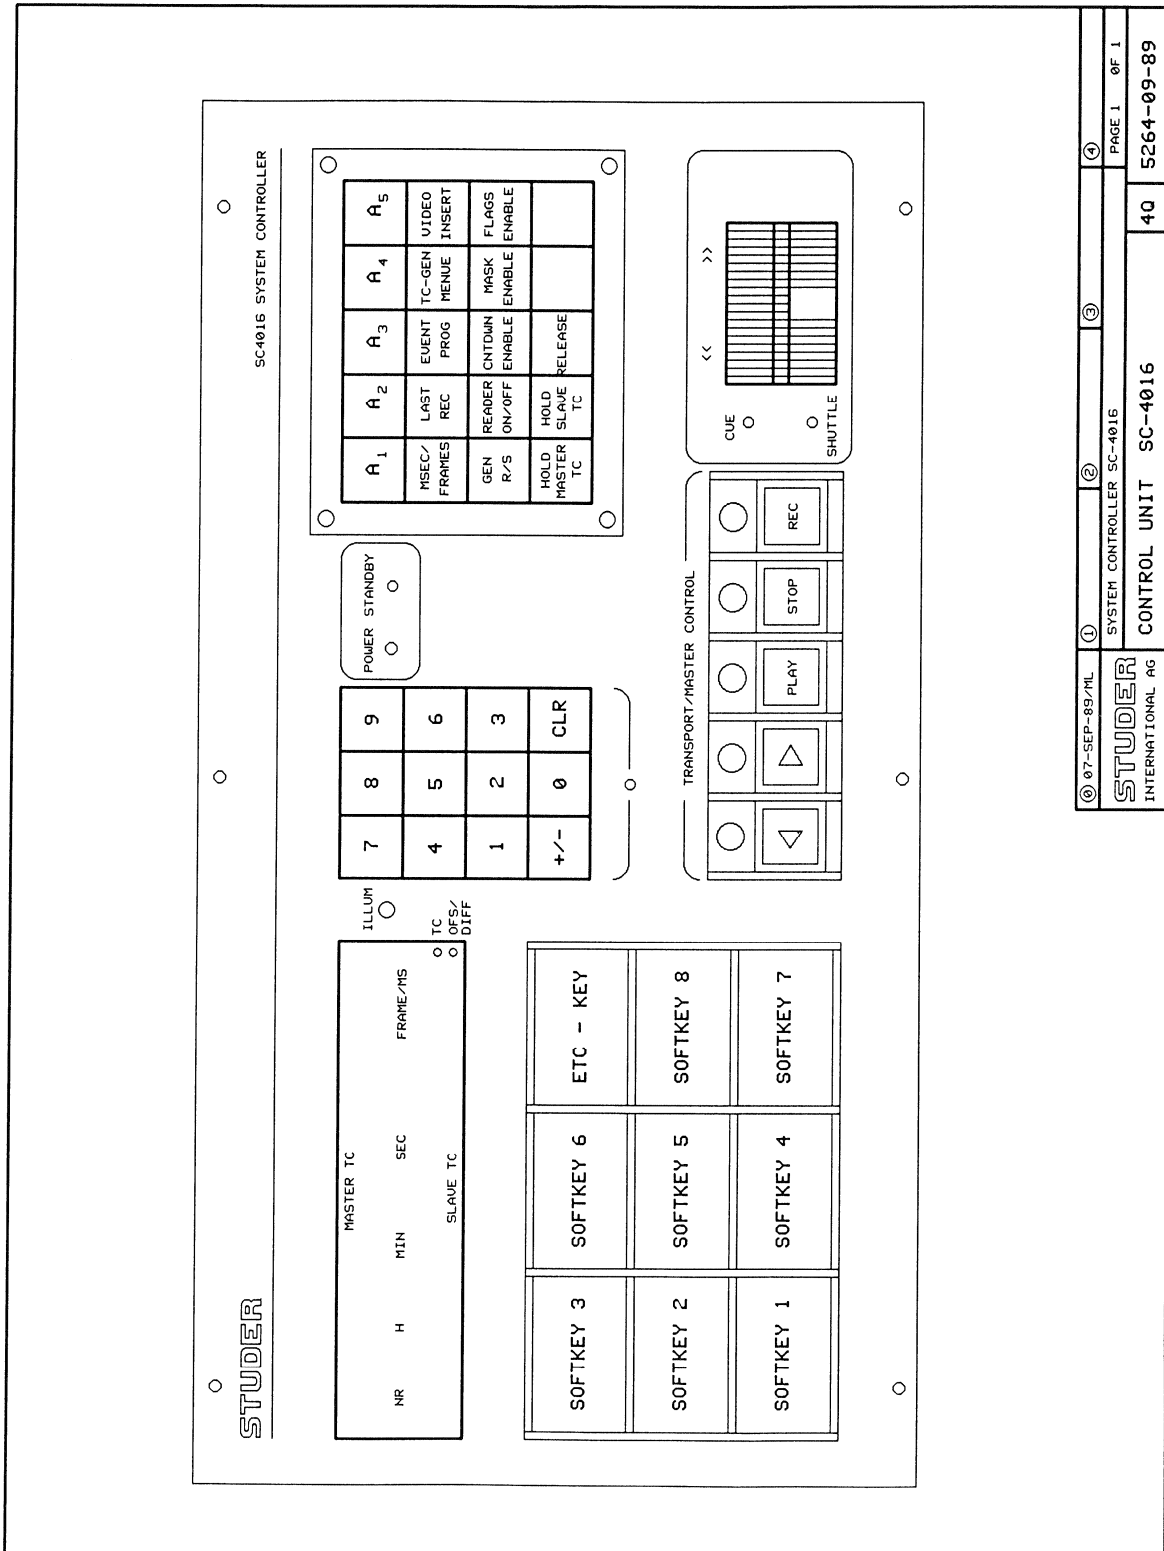 STUDER
SC4016 SYSTEM CONTROLLER
MASTER TC
NR H MIN SEC FRAME/MS
SLAVE TC
ILLUM
TC
OFS/
DIFF
7 8 9
4 5 6
1 2 3
+/- 0 CLR
POWER STANDBY
A1 A2 A3 A4 A5
MSEC/
FRAMES
LAST
REC
EVENT
PROG
TC-GEN
MENUE
VIDEO
INSERT
GEN
R/S
READER
ON/OFF
CNTDWN
ENABLE
MASK
ENABLE
FLAGS
ENABLE
HOLD
MASTER
TC
HOLD
SLAVE
TC
RELEASE
SOFTKEY 3 SOFTKEY 6 ETC - KEY
SOFTKEY 2 SOFTKEY 5 SOFTKEY 8
SOFTKEY 1 SOFTKEY 4 SOFTKEY 7
TRANSPORT/MASTER CONTROL
PLAY STOP REC
<< >>
CUE
SHUTTLE
0 07-SEP-89/ML 1 2 3 4
STUDER
INTERNATIONAL AG
SYSTEM CONTROLLER SC-4016
PAGE 1 0F 1
CONTROL UNIT SC-4016
4Q 5264-09-89